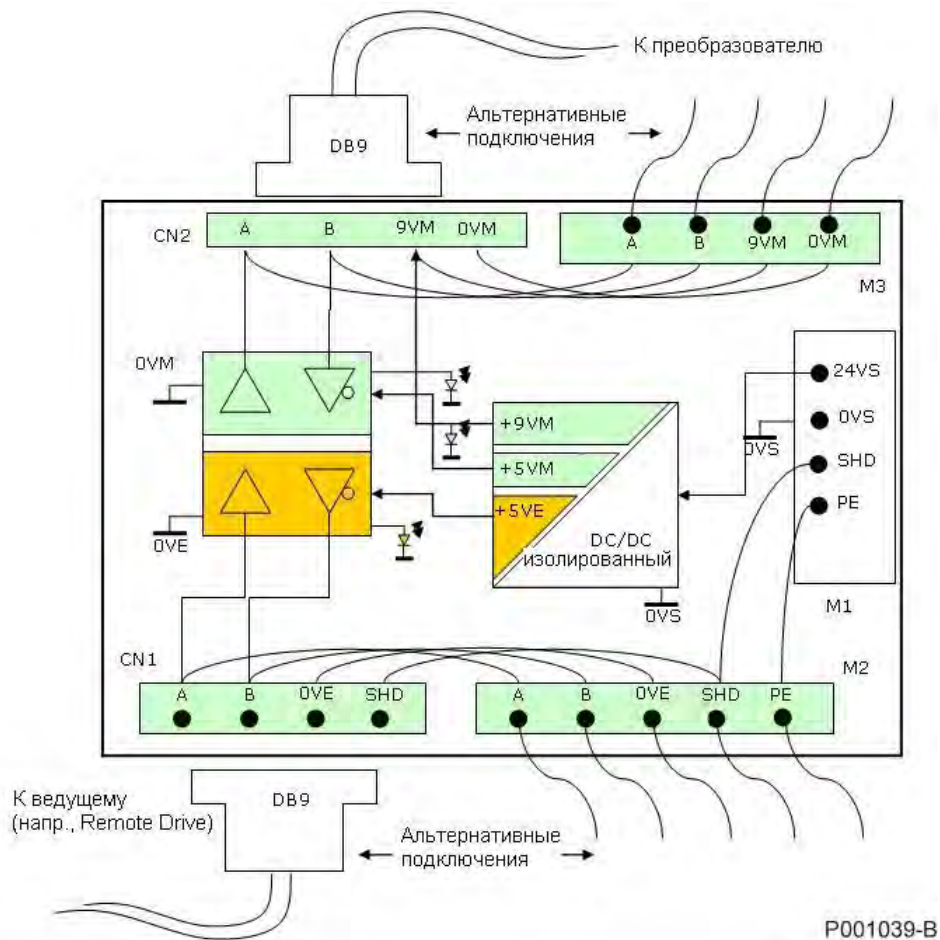 К преобразователю
Альтернативные
подключения
DB9
CN2
A B 9VM 0VM
A B 9VM 0VM
M3
0VM
24VS
0VS
SHD
PE
M1
+9VM
+5VM
+5VE
0VS
0VE
DC/DC
изолированный
0VS
CN1
A B 0VE SHD
M2
A B 0VE SHD PE
К ведущему
(напр., Remote Drive)
DB9
Альтернативные
подключения
P001039-B